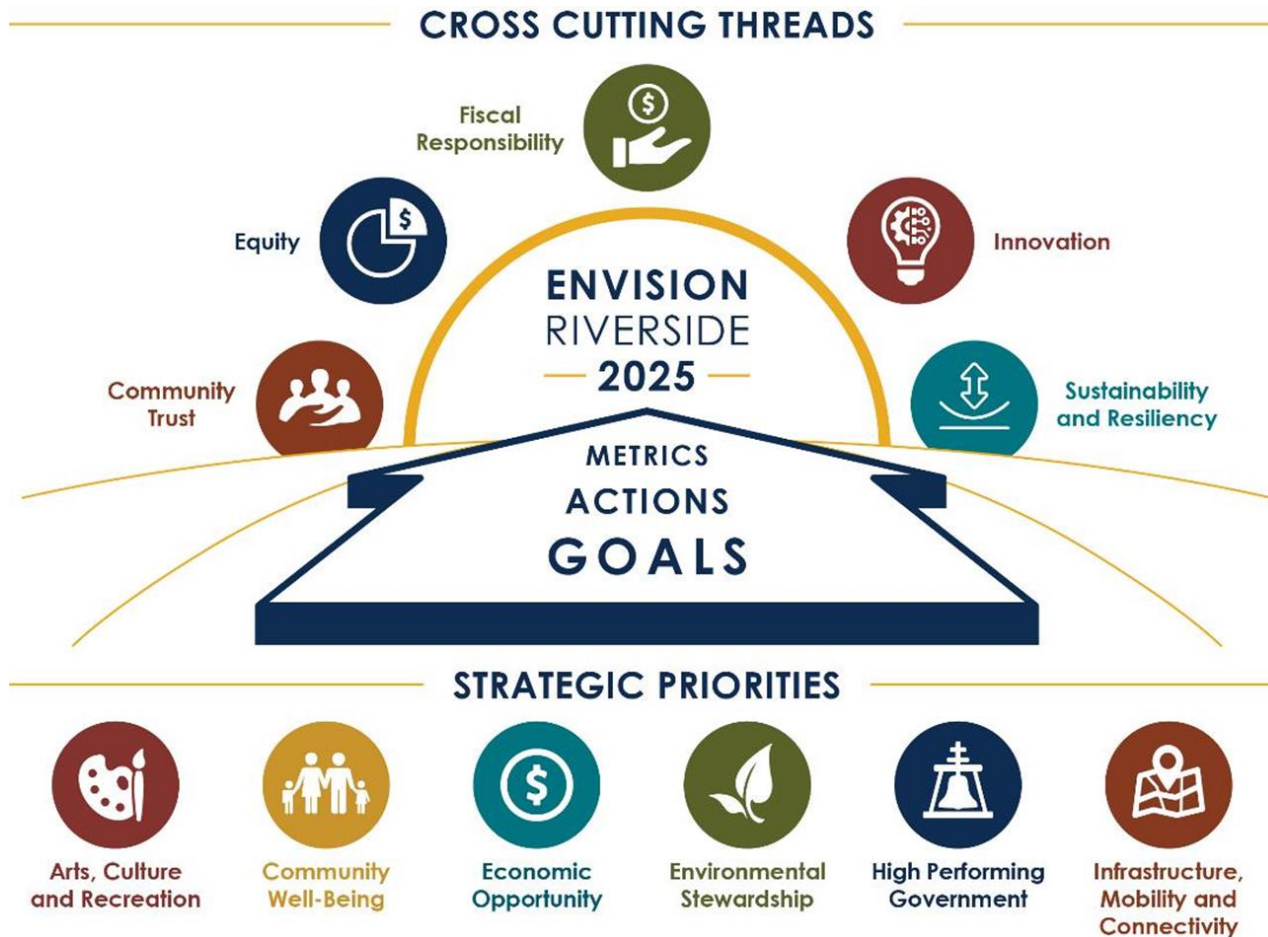 CROSS CUTTING THREADS
Fiscal
Responsibility
$
Equity
$
Innovation
Community
Trust
Sustainability
and Resiliency
ENVISION
RIVERSIDE
2025
METRICS
ACTIONS
GOALS
STRATEGIC PRIORITIES
$
Arts, Culture
and Recreation
Community
Well-Being
Economic
Opportunity
Environmental
Stewardship
High Performing
Government
Infrastructure,
Mobility and
Connectivity